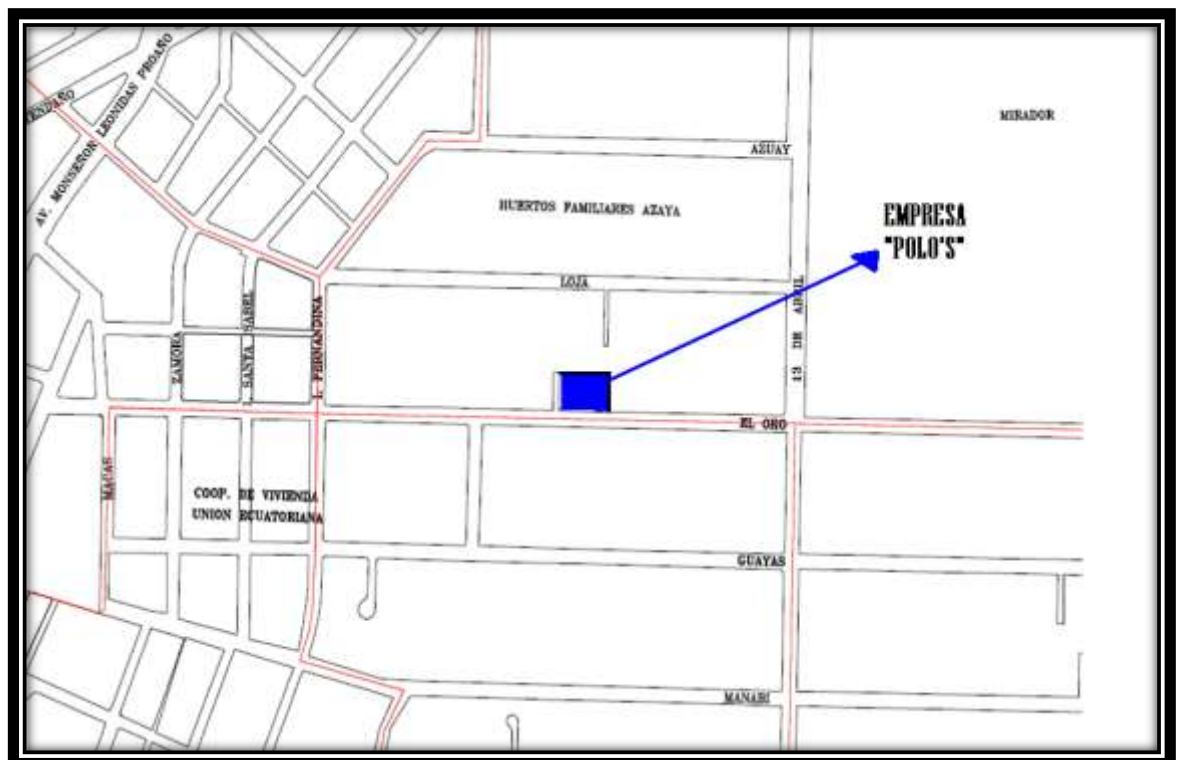 AV. MONSEÑOR LEONIDAS PROAÑO
MIRADOR
AZUAY
HUERTOS FAMILIARES AZAYA
EMPRESA
"POLO'S"
LOJA
ZAMORA
I. SANTA ISABEL
I. FERNANDINA
13 DE ABRIL
EL ORO
MACAS
COOP. DE VIVIENDA
UNION ECUATORIANA
GUAYAS
MANABI